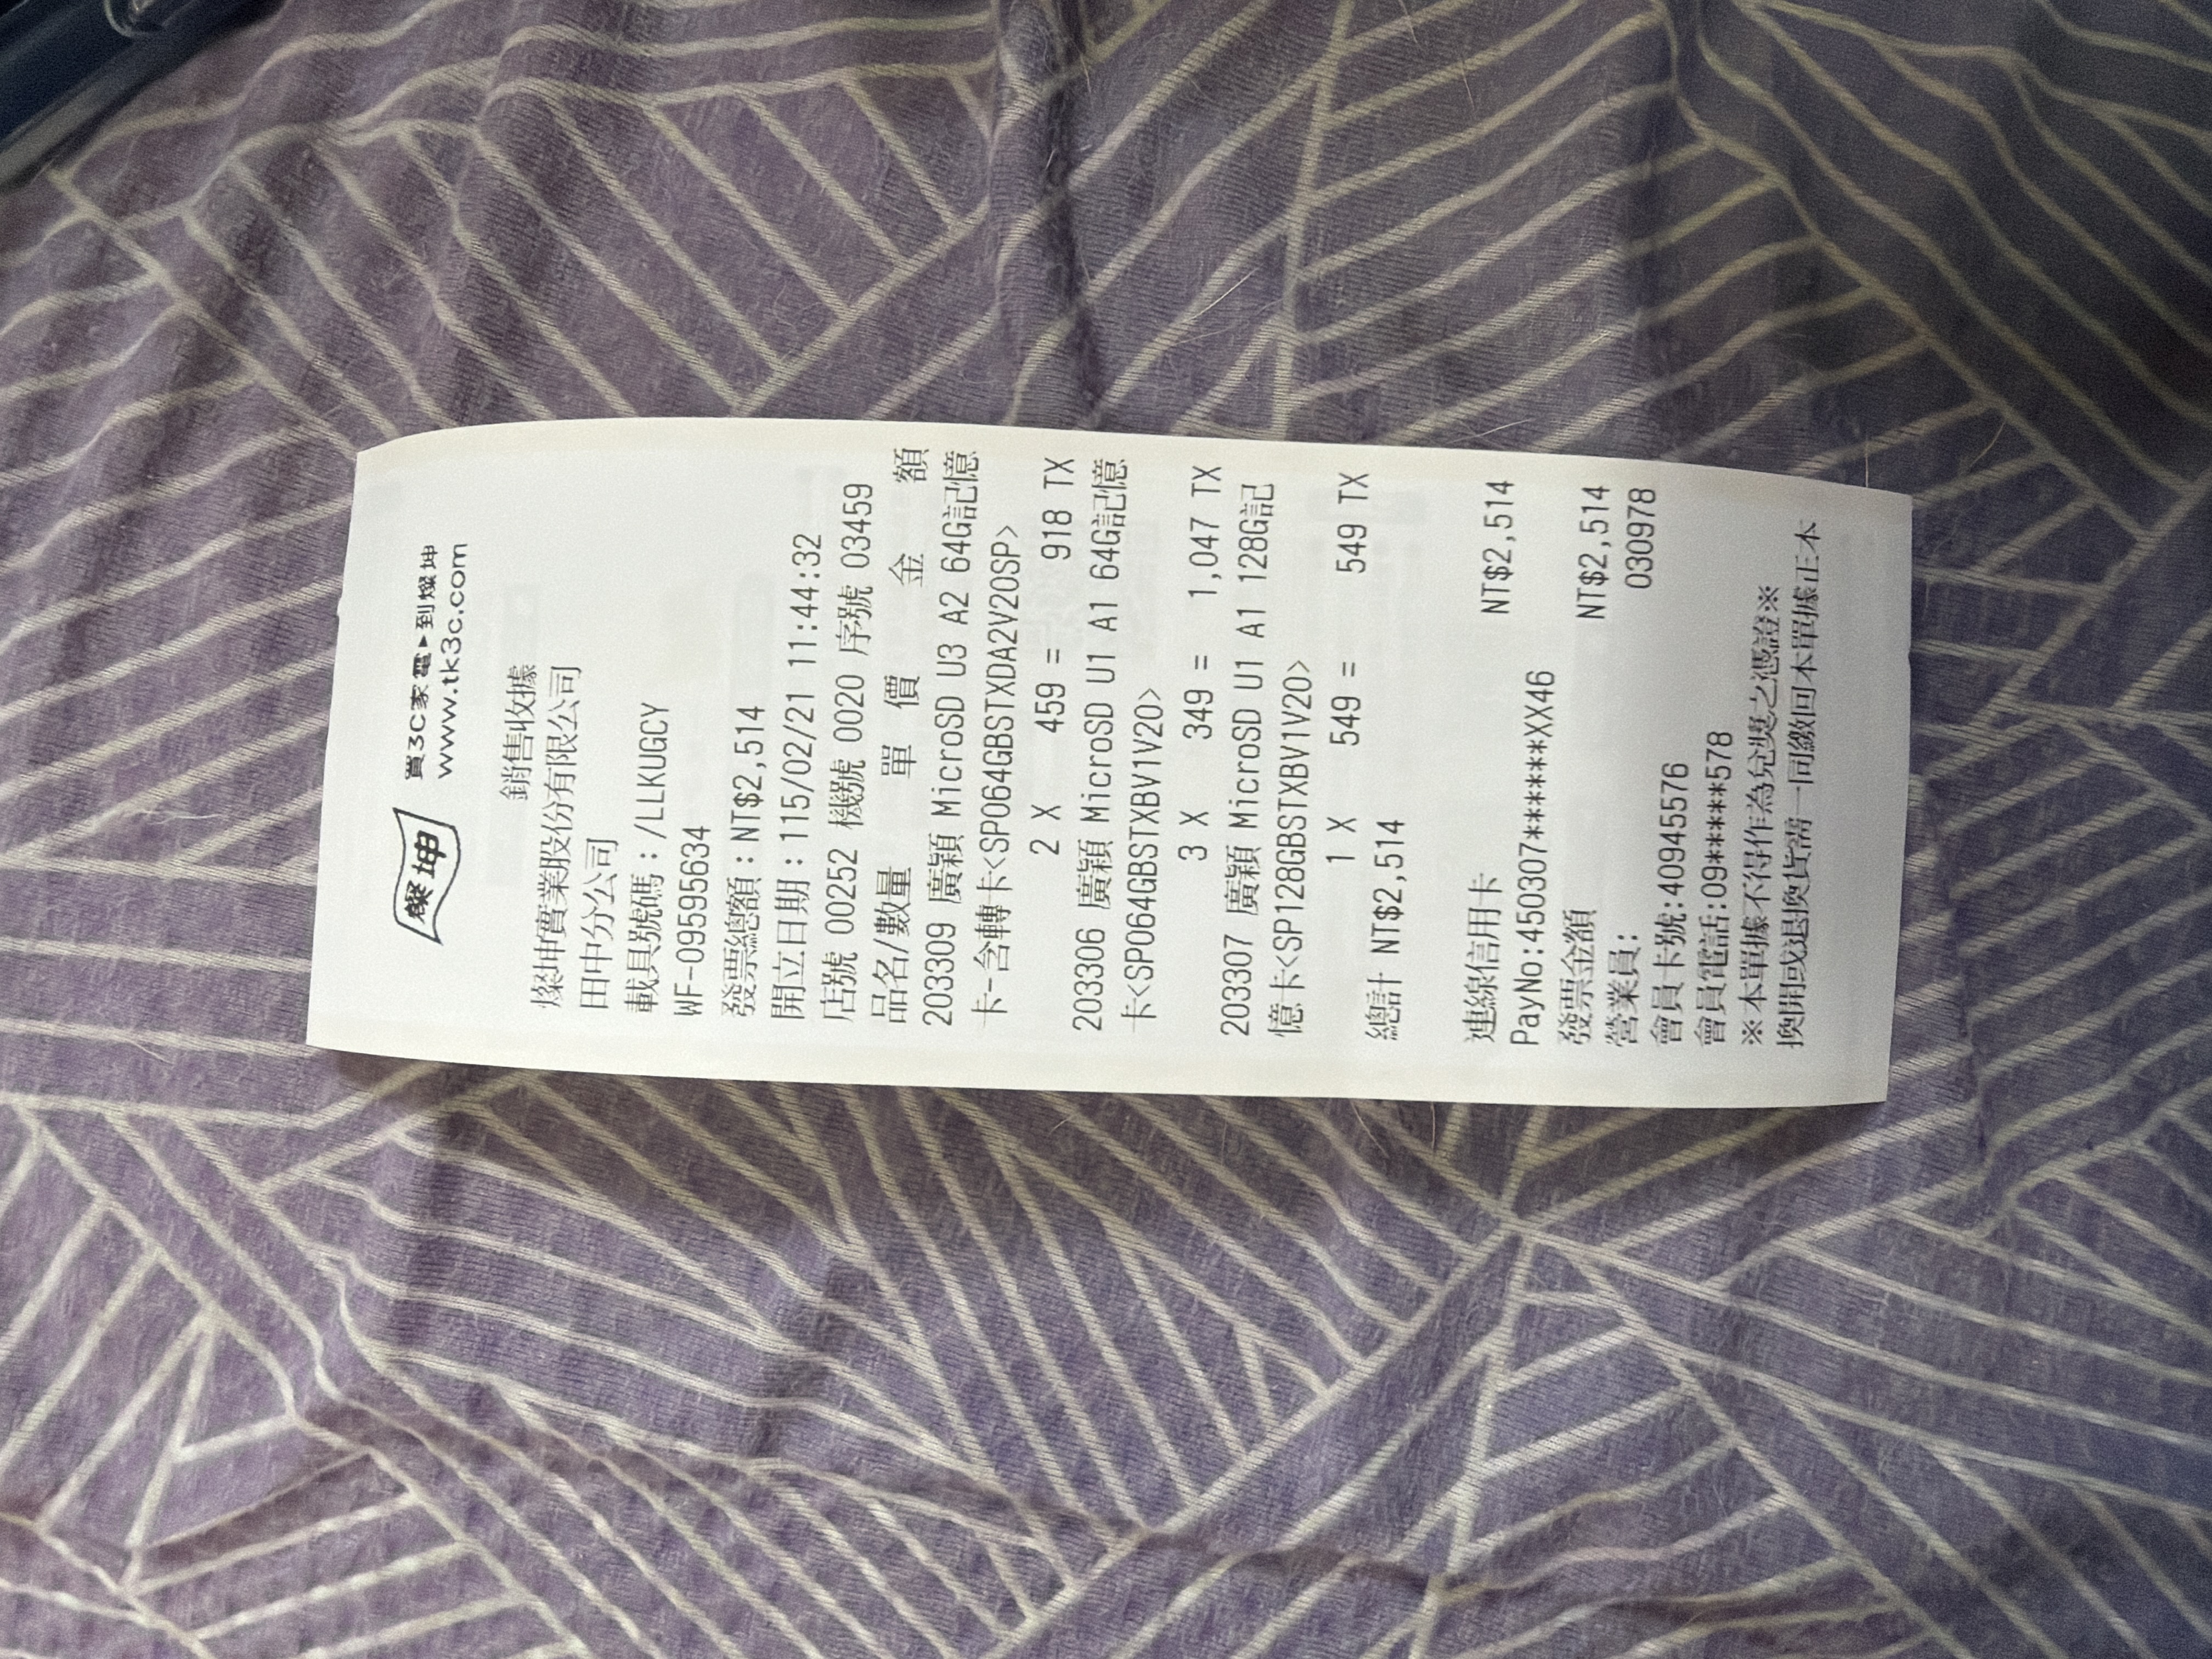 燦坤
買3C家電▶到燦坤
www.tk3c.com
銷售收據
燦坤實業股份有限公司
田中分公司
載具號碼：/LLKUGCY
WF-09595634
發票總額：NT$2,514
開立日期：115/02/21 11:44:32
店號 00252 機號 0020 序號 03459
品名/數量 單 價 金 額
203309 廣穎 MicroSD U3 A2 64G記憶
卡-含轉卡<SP064GBSTXDA2V20SP>
2 X 459 = 918 TX
203306 廣穎 MicroSD U1 A1 64G記憶
卡<SP064GBSTXBV1V20>
3 X 349 = 1,047 TX
203307 廣穎 MicroSD U1 A1 128G記
憶卡<SP128GBSTXBV1V20>
1 X 549 = 549 TX
總計 NT$2,514
連線信用卡 NT$2,514
PayNo:450307*******XX46
發票金額 NT$2,514
營業員: 030978
會員卡號:40945576
會員電話:09*****578
※本單據不得作為兌獎之憑證※
換開或退換貨需一同繳回本單據正本